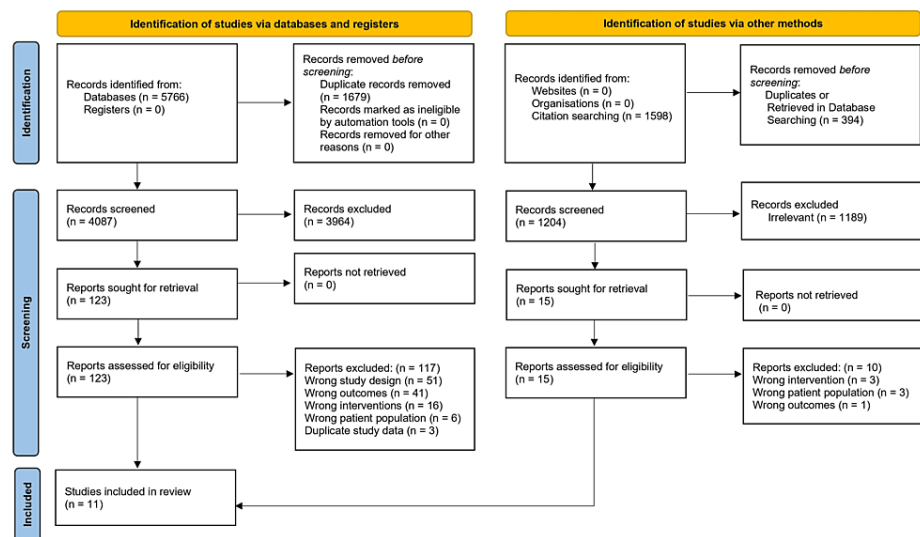 Identification of studies via databases and registers
Identification of studies via other methods
Identification
Records identified from:
Databases (n = 5766)
Registers (n = 0)
Records removed before
screening:
Duplicate records removed
(n = 1679)
Records marked as ineligible
by automation tools (n = 0)
Records removed for other
reasons (n = 0)
Records identified from:
Websites (n = 0)
Organisations (n = 0)
Citation searching (n = 1598)
Records removed before
screening:
Duplicates or
Retrieved in Database
Searching (n = 394)
Screening
Records screened
(n = 4087)
Records excluded
(n = 3964)
Records screened
(n = 1204)
Records excluded
Irrelevant (n = 1189)
Reports sought for retrieval
(n = 123)
Reports not retrieved
(n = 0)
Reports sought for retrieval
(n = 15)
Reports not retrieved
(n = 0)
Reports assessed for eligibility
(n = 123)
Reports excluded: (n = 117)
Wrong study design (n = 51)
Wrong outcomes (n = 41)
Wrong interventions (n = 16)
Wrong patient population (n = 6)
Duplicate study data (n = 3)
Reports assessed for eligibility
(n = 15)
Reports excluded: (n = 10)
Wrong intervention (n = 3)
Wrong patient population (n = 3)
Wrong outcomes (n = 1)
Included
Studies included in review
(n = 11)